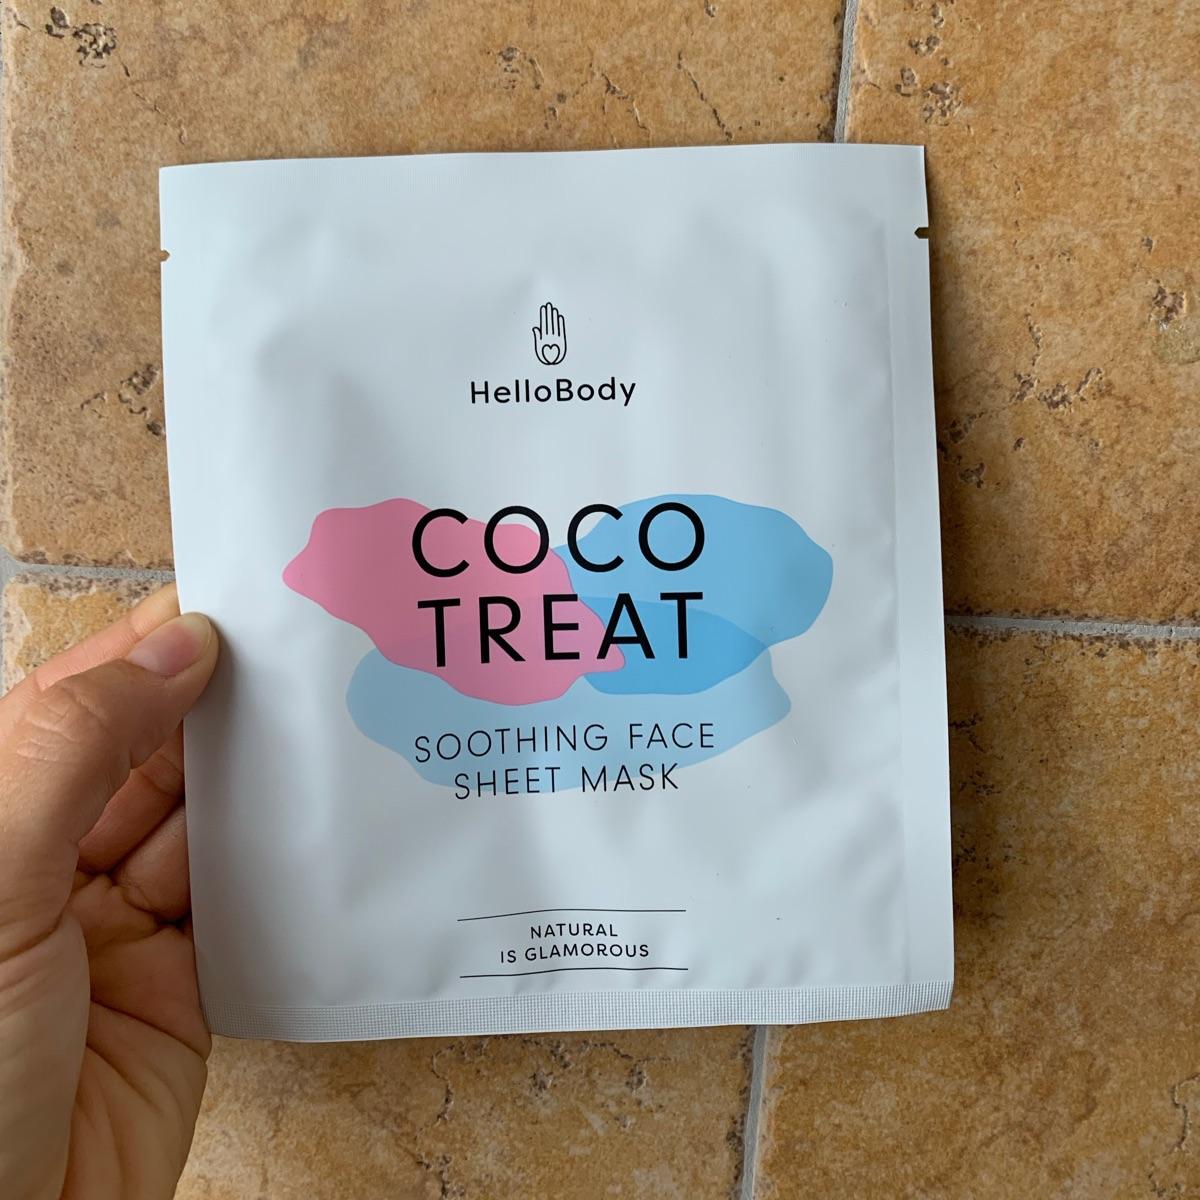 HelloBody
COCO
TREAT
SOOTHING FACE
SHEET MASK
NATURAL
IS GLAMOROUS